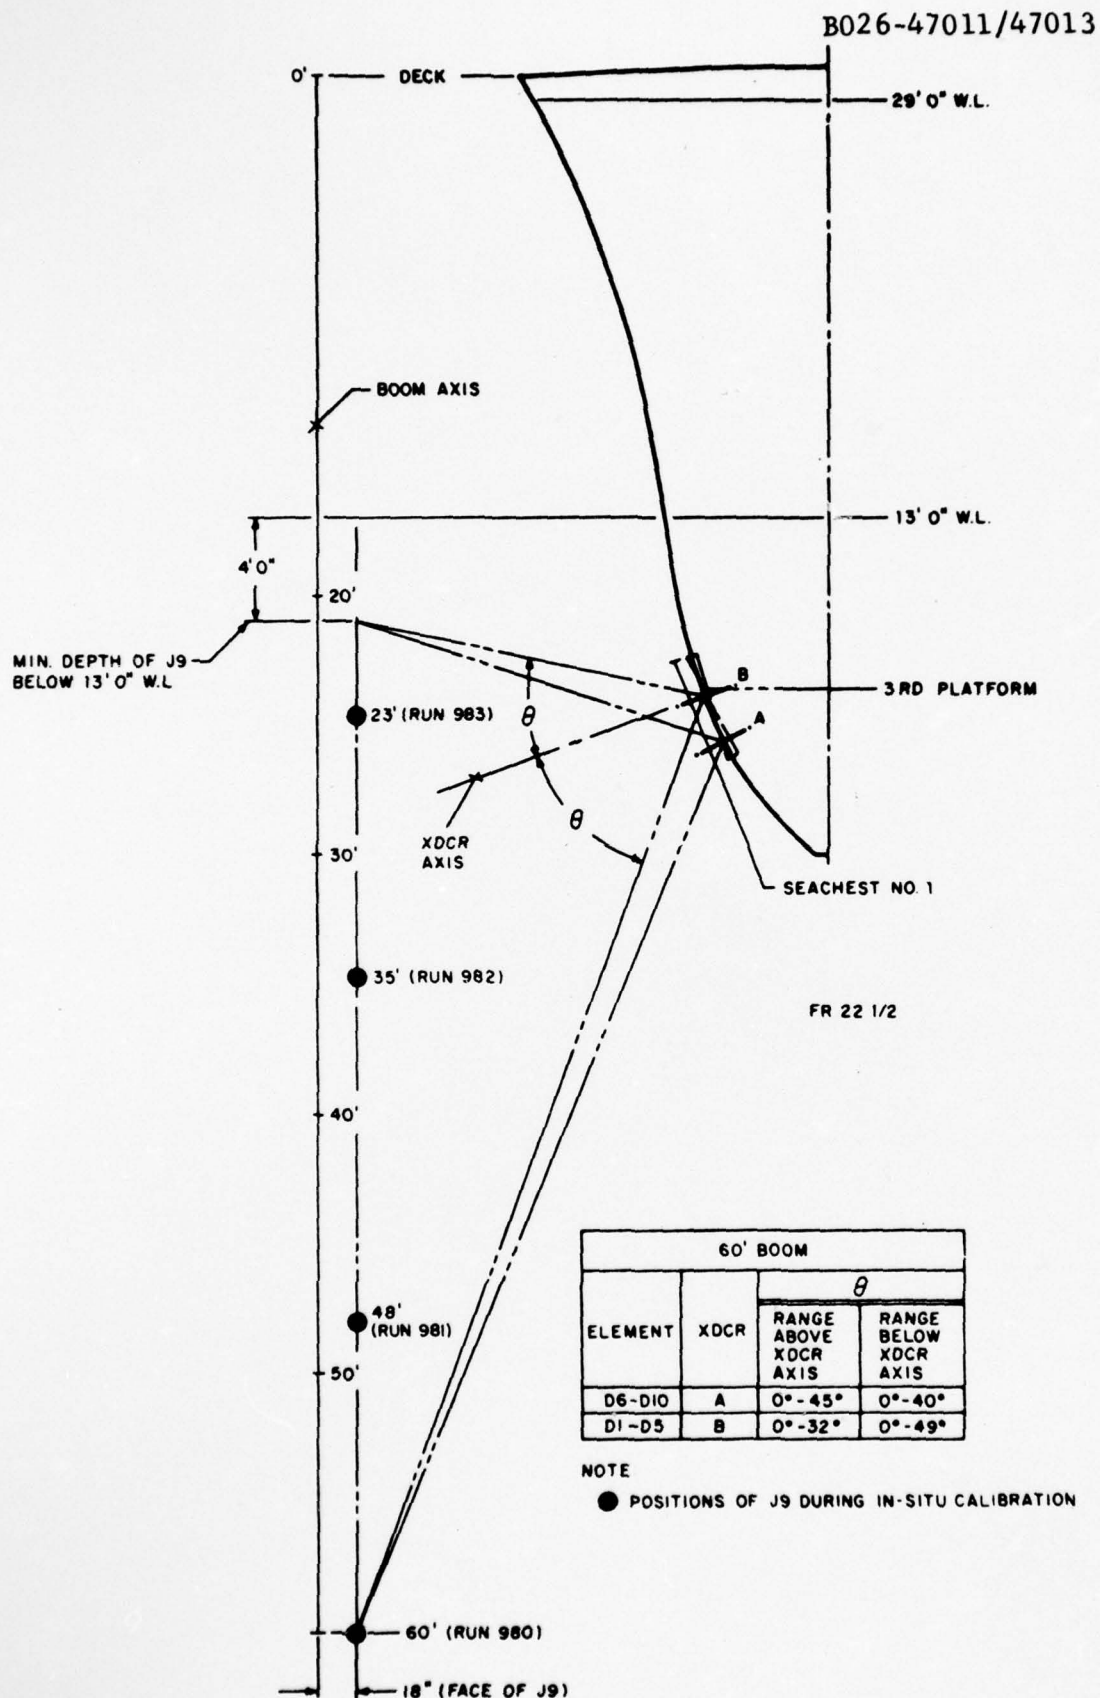 B026-47011/47013
0' DECK
29' 0" W.L.
BOOM AXIS
13' 0" W.L.
4' 0"
20'
MIN. DEPTH OF J9
BELOW 13' 0" W.L
B
3RD PLATFORM
23' (RUN 983)
θ
A
XDCR
AXIS
θ
30'
SEACHEST NO. 1
35' (RUN 982)
FR 22 1/2
40'
60' BOOM
θ
ELEMENT XDCR RANGE ABOVE XDCR AXIS RANGE BELOW XDCR AXIS
D6-D10 A 0°-45° 0°-40°
D1-D5 B 0°-32° 0°-49°
48'
(RUN 981)
50'
NOTE
POSITIONS OF J9 DURING IN-SITU CALIBRATION
60' (RUN 980)
18" (FACE OF J9)